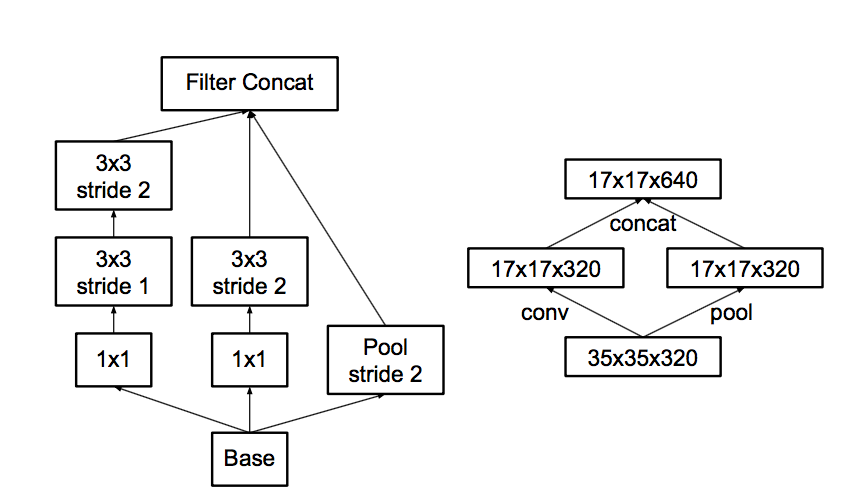 Filter Concat
3x3
stride 2
3x3
stride 1
3x3
stride 2
1x1
1x1
Pool
stride 2
Base
17x17x640
concat
17x17x320
17x17x320
conv
pool
35x35x320